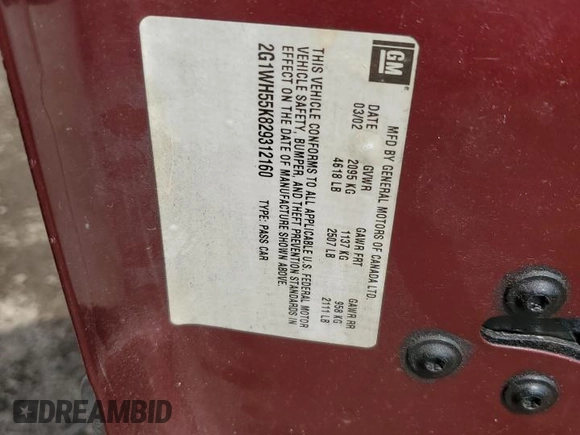 GM
®
MFD BY GENERAL MOTORS OF CANADA LTD.
DATE GVWR GAWR FRT GAWR RR
03/02 2095 KG 1137 KG 958 KG
4618 LB 2507 LB 2111 LB
THIS VEHICLE CONFORMS TO ALL APPLICABLE U.S. FEDERAL MOTOR
VEHICLE SAFETY, BUMPER, AND THEFT PREVENTION STANDARDS IN
EFFECT ON THE DATE OF MANUFACTURE SHOWN ABOVE.
2G1WH55K829312160 TYPE: PASS CAR
DREAMBID